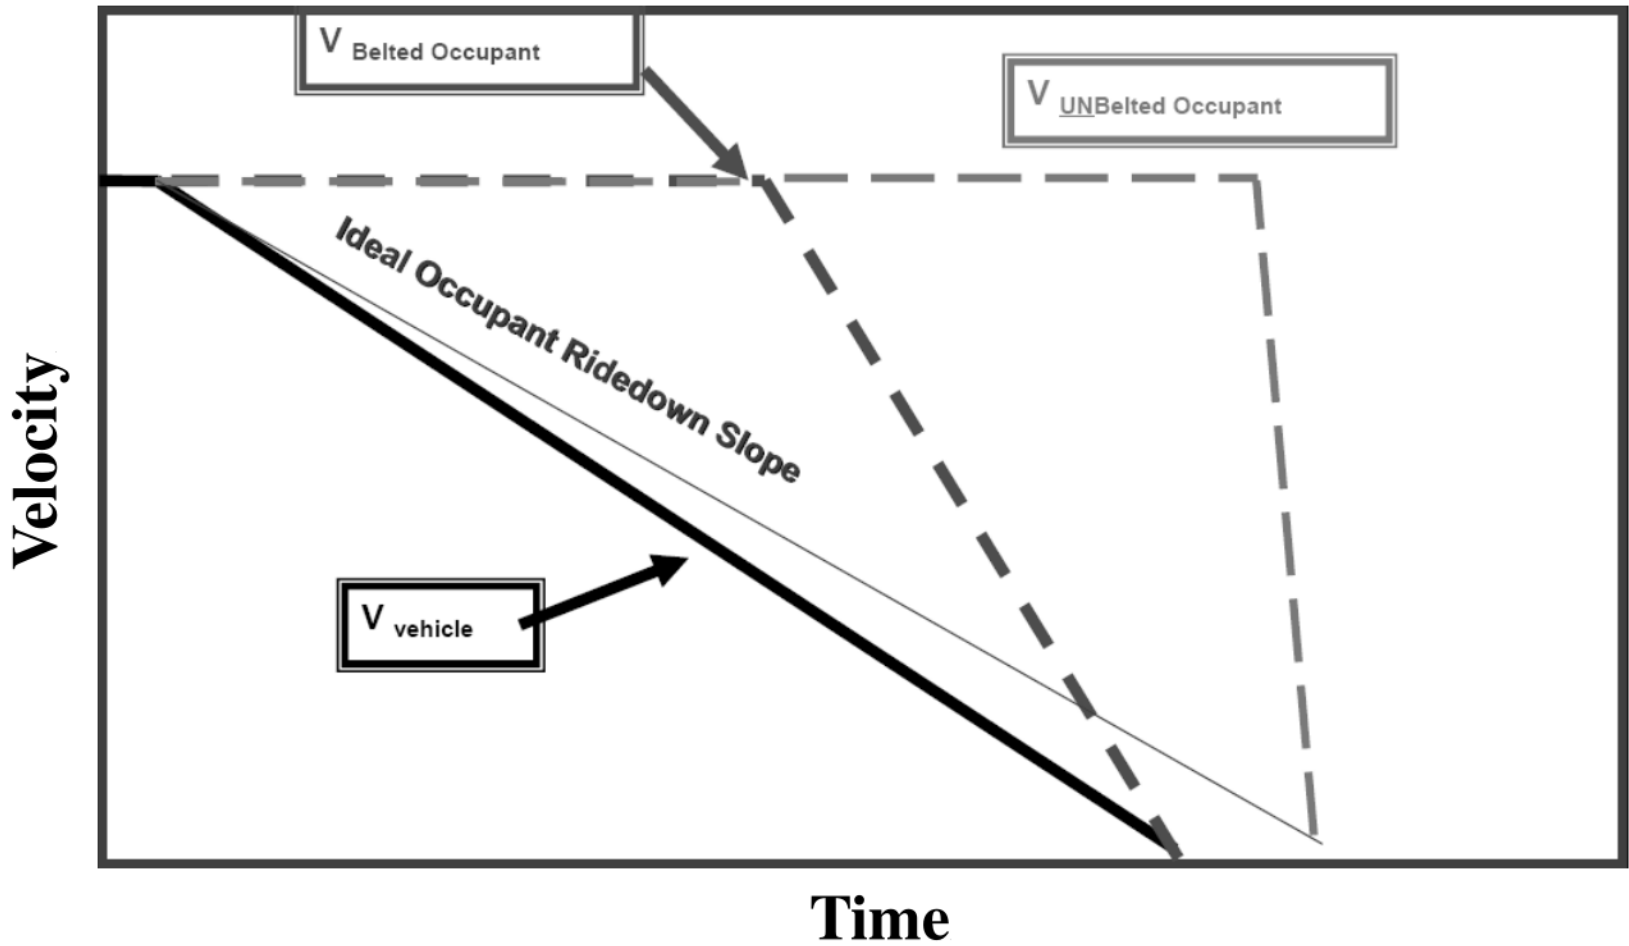 V Belted Occupant
V UNBelted Occupant
Ideal Occupant Ridedown Slope
V vehicle
Velocity
Time